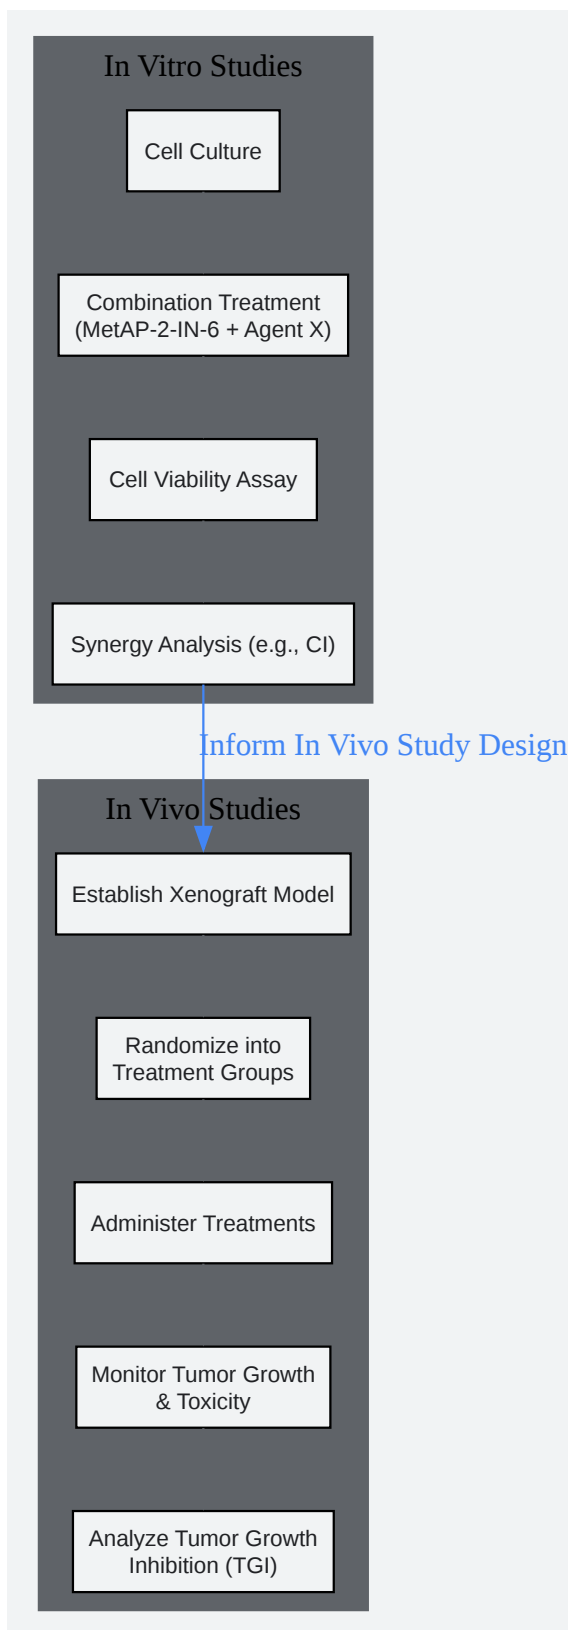 In Vitro Studies
Cell Culture
Combination Treatment
(MetAP-2-IN-6 + Agent X)
Cell Viability Assay
Synergy Analysis (e.g., CI)
Inform In Vivo Study Design
In Vivo Studies
Establish Xenograft Model
Randomize into
Treatment Groups
Administer Treatments
Monitor Tumor Growth
& Toxicity
Analyze Tumor Growth
Inhibition (TGI)